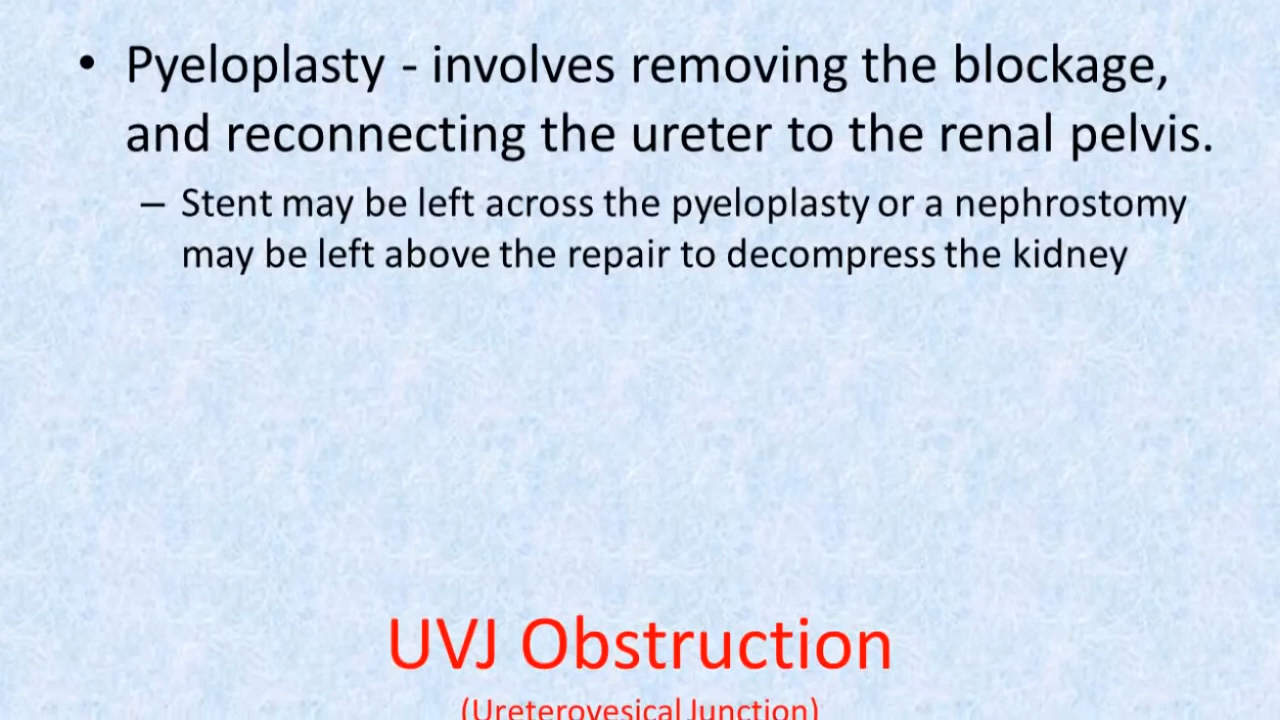 • Pyeloplasty - involves removing the blockage,
and reconnecting the ureter to the renal pelvis.
– Stent may be left across the pyeloplasty or a nephrostomy
may be left above the repair to decompress the kidney
UVJ Obstruction
(Ureterovesical Junction)